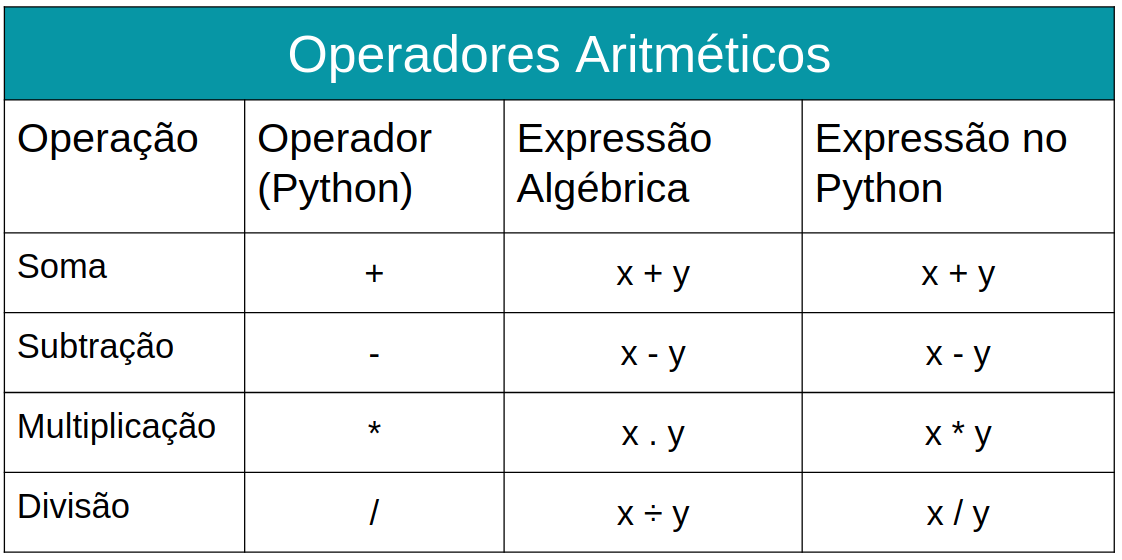 Operadores Aritméticos
Operação Operador (Python) Expressão Algébrica Expressão no Python
Soma + x + y x + y
Subtração - x - y x - y
Multiplicação * x . y x * y
Divisão / x ÷ y x / y